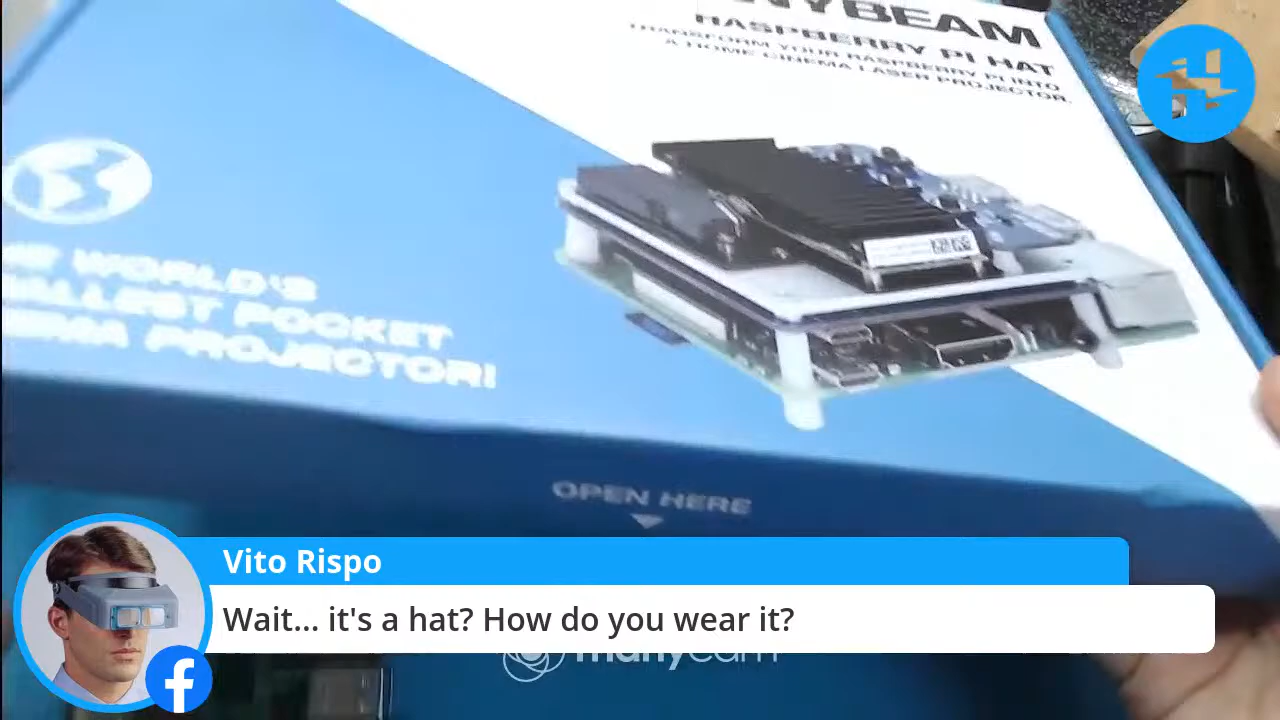 RASPBERRY PI HAT
TRANSFORM YOUR RASPBERRY PI INTO
A HOME CINEMA LASER PROJECTOR.
WORLD'S
POCKET
PROJECTOR!
OPEN HERE
Vito Rispo
Wait... it's a hat? How do you wear it?